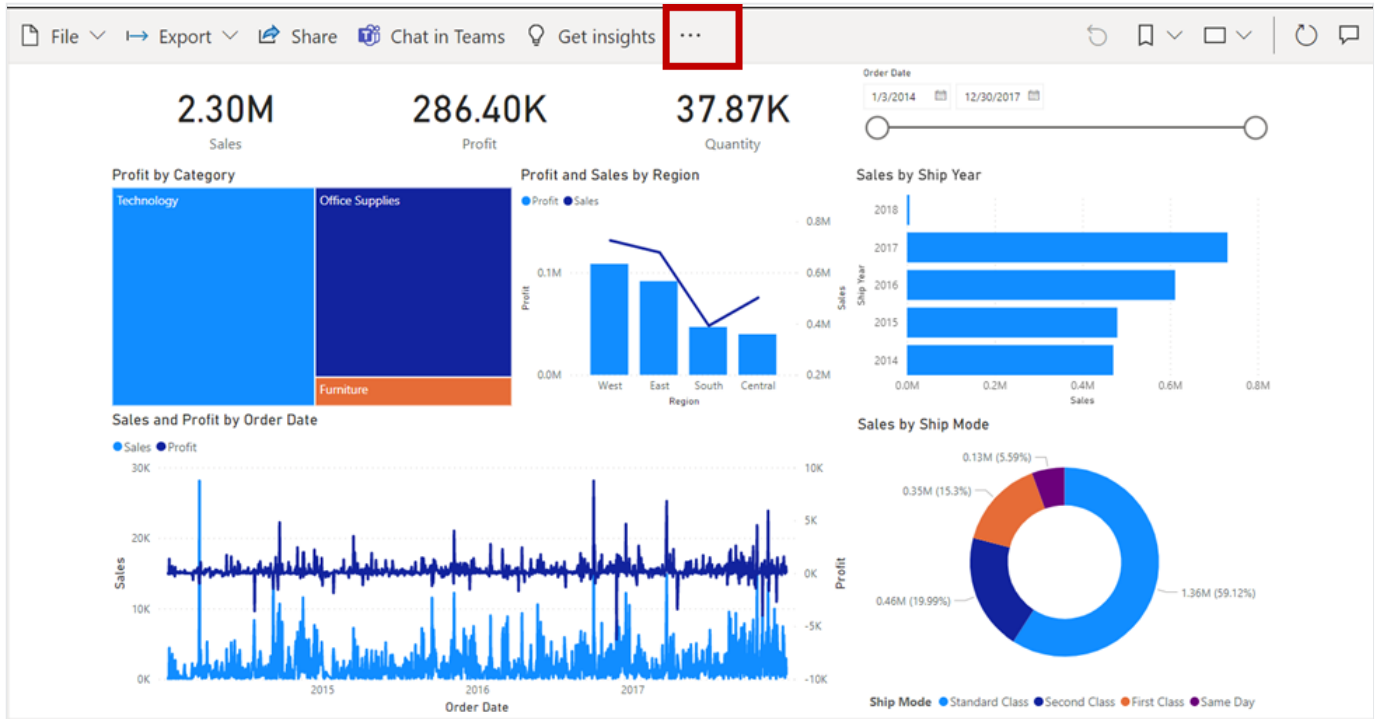 File Export Share Chat in Teams Get insights ...
Order Date
1/3/2014 12/30/2017
2.30M
Sales
286.40K
Profit
37.87K
Quantity
Profit by Category
Technology
Office Supplies
Furniture
Profit and Sales by Region
Profit Sales
0.8M
0.1M
0.6M
0.4M
0.0M
0.2M
Profit
Sales
West East South Central
Region
Sales by Ship Year
2018
2017
2016
2015
2014
Ship Year
0.0M 0.2M 0.4M 0.6M 0.8M
Sales
Sales and Profit by Order Date
Sales Profit
30K
20K
10K
0K
Sales
10K
5K
0K
-5K
-10K
Profit
2015 2016 2017
Order Date
Sales by Ship Mode
0.13M (5.59%)
0.35M (15.3%)
0.46M (19.99%)
1.36M (59.12%)
Ship Mode Standard Class Second Class First Class Same Day